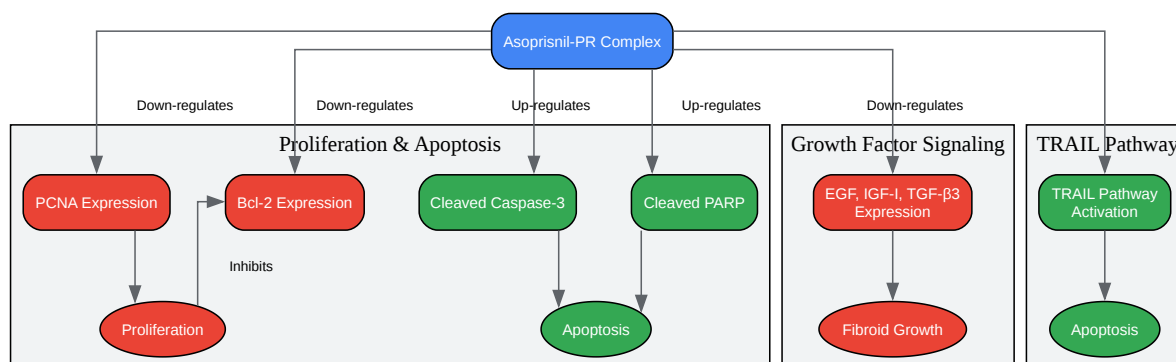 Asoprisnil-PR Complex
Down-regulates
Down-regulates
Up-regulates
Up-regulates
Down-regulates
Proliferation & Apoptosis
Growth Factor Signaling
TRAIL Pathway
PCNA Expression
Bcl-2 Expression
Cleaved Caspase-3
Cleaved PARP
EGF, IGF-I, TGF-β3
Expression
TRAIL Pathway
Activation
Inhibits
Proliferation
Apoptosis
Fibroid Growth
Apoptosis